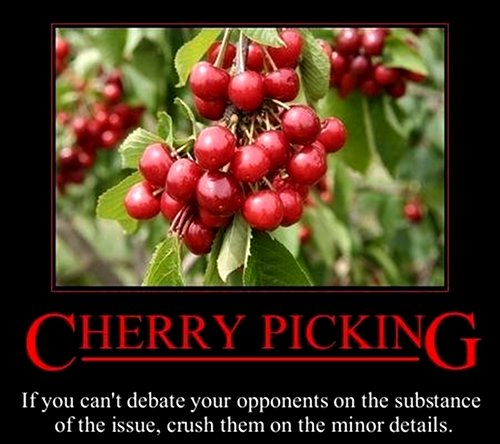 CHERRY PICKING
If you can't debate your opponents on the substance
of the issue, crush them on the minor details.